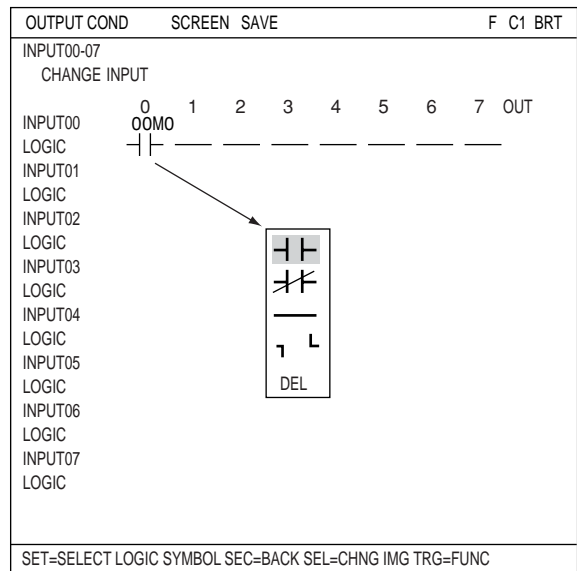 OUTPUT COND SCREEN SAVE F C1 BRT
INPUT00-07
CHANGE INPUT
0 1 2 3 4 5 6 7 OUT
INPUT00 00M0
LOGIC
INPUT01
LOGIC
INPUT02
LOGIC
INPUT03
LOGIC
INPUT04
LOGIC
INPUT05
LOGIC
DEL
INPUT06
LOGIC
INPUT07
LOGIC
SET=SELECT LOGIC SYMBOL SEC=BACK SEL=CHNG IMG TRG=FUNC